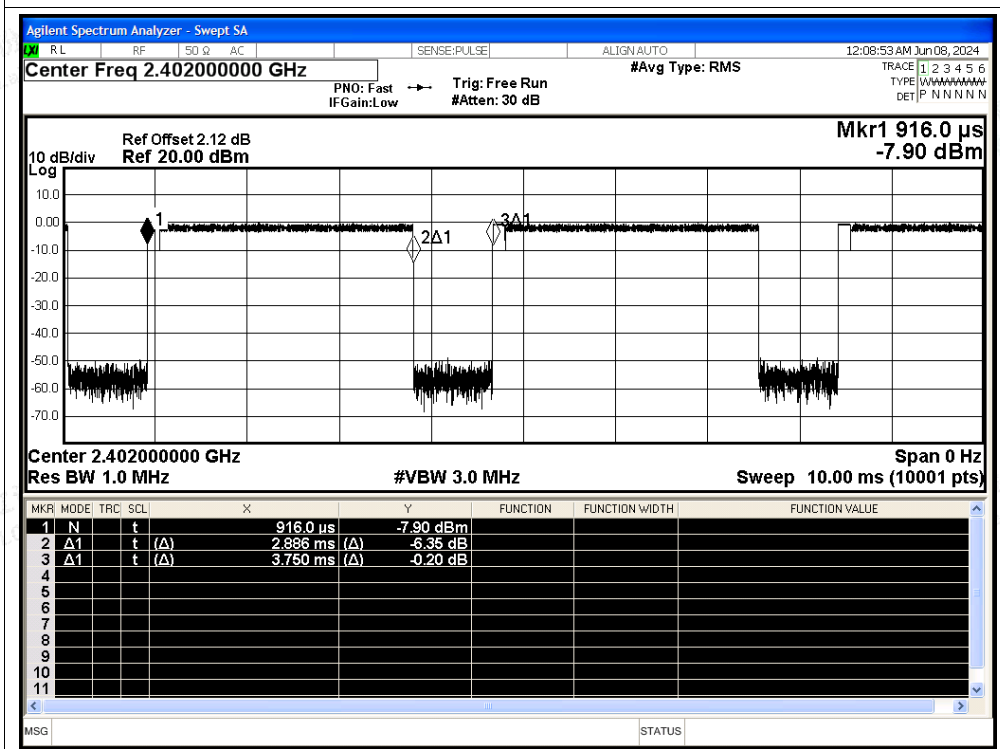 Agilent Spectrum Analyzer - Swept SA
LXI RL RF 50 Ω AC SENSE:PULSE ALIGN AUTO 12:08:53 AM Jun 08, 2024
Center Freq 2.402000000 GHz #Avg Type: RMS TRACE 1 2 3 4 5 6
PNO: Fast Trig: Free Run TYPE WWWWWWW
IFGain:Low #Atten: 30 dB DET P N N N N N
Mkr1 916.0 µs
Ref Offset 2.12 dB
10 dB/div Ref 20.00 dBm -7.90 dBm
Log
10.0
0.00
1
3Δ1
2Δ1
-10.0
-20.0
-30.0
-40.0
-50.0
-60.0
-70.0
Center 2.402000000 GHz Span 0 Hz
Res BW 1.0 MHz #VBW 3.0 MHz Sweep 10.00 ms (10001 pts)
MKR MODE TRC SCL X Y FUNCTION FUNCTION WIDTH FUNCTION VALUE
1 N t 916.0 µs -7.90 dBm
2 Δ1 t (Δ) 2.886 ms (Δ) -6.35 dB
3 Δ1 t (Δ) 3.750 ms (Δ) -0.20 dB
4
5
6
7
8
9
10
11
MSG STATUS